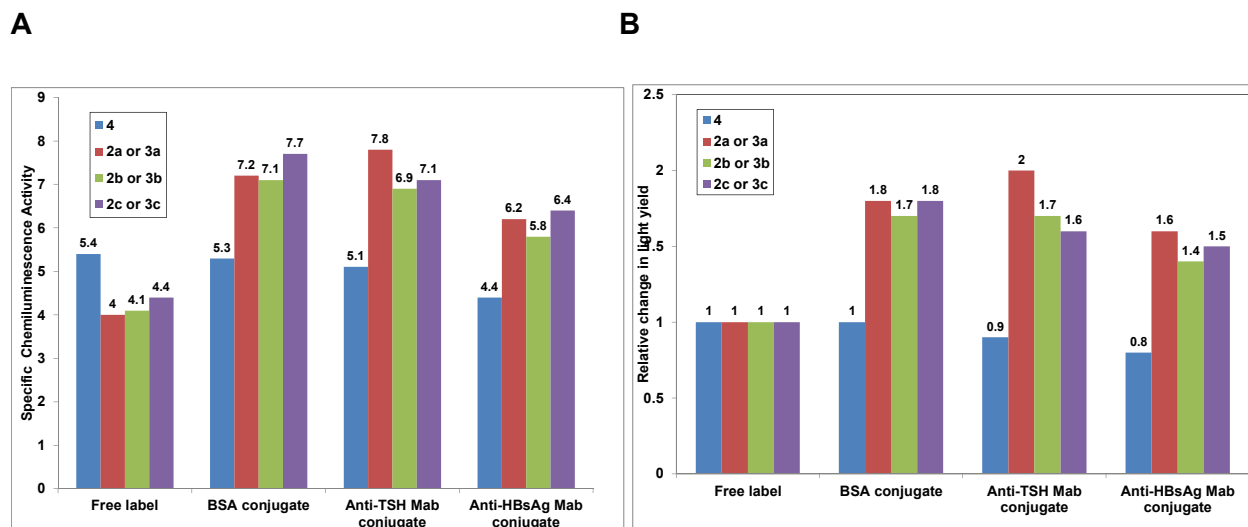 A
B
Specific Chemiluminescence Activity
9
8
7
6
5
4
3
2
1
0
4
2a or 3a
2b or 3b
2c or 3c
5.4
4
4.1
4.4
5.3
7.2
7.1
7.7
5.1
7.8
6.9
7.1
4.4
6.2
5.8
6.4
Free label
BSA conjugate
Anti-TSH Mab
conjugate
Anti-HBsAg Mab
conjugate
Relative change in light yield
2.5
2
1.5
1
0.5
0
4
2a or 3a
2b or 3b
2c or 3c
1
1
1
1
1
1.8
1.7
1.8
0.9
2
1.7
1.6
0.8
1.6
1.4
1.5
Free label
BSA conjugate
Anti-TSH Mab
conjugate
Anti-HBsAg Mab
conjugate